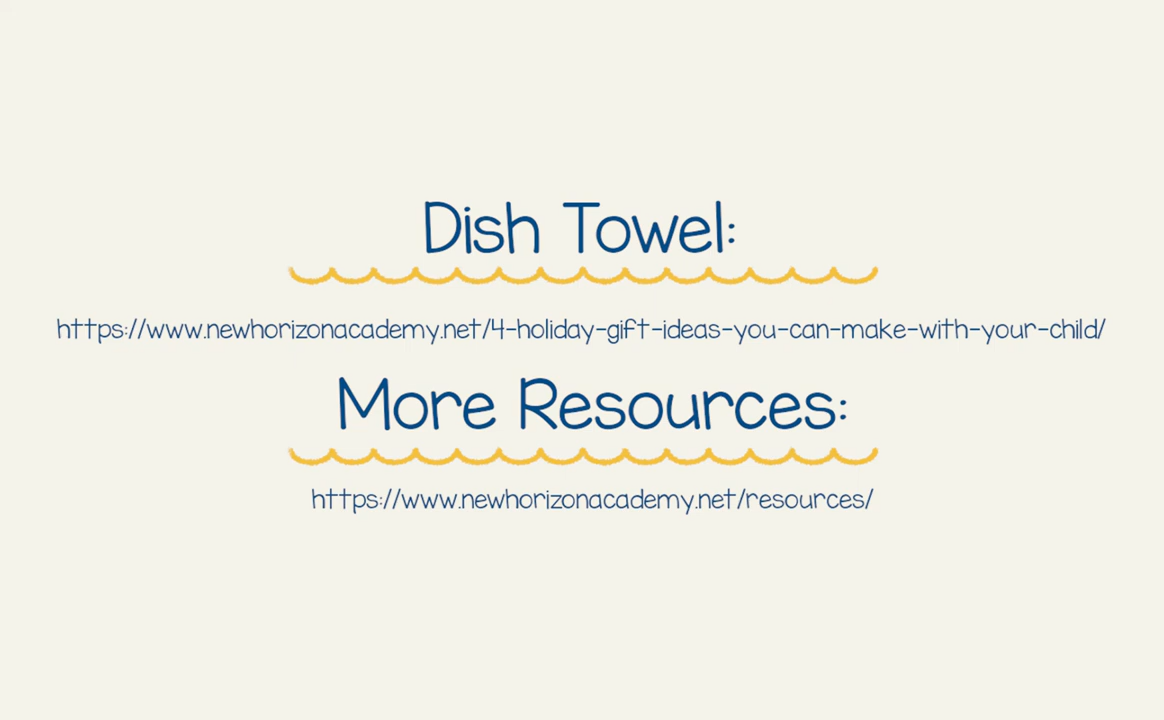 Dish Towel:
https://www.newhorizonacademy.net/4-holiday-gift-ideas-you-can-make-with-your-child/
More Resources:
https://www.newhorizonacademy.net/resources/